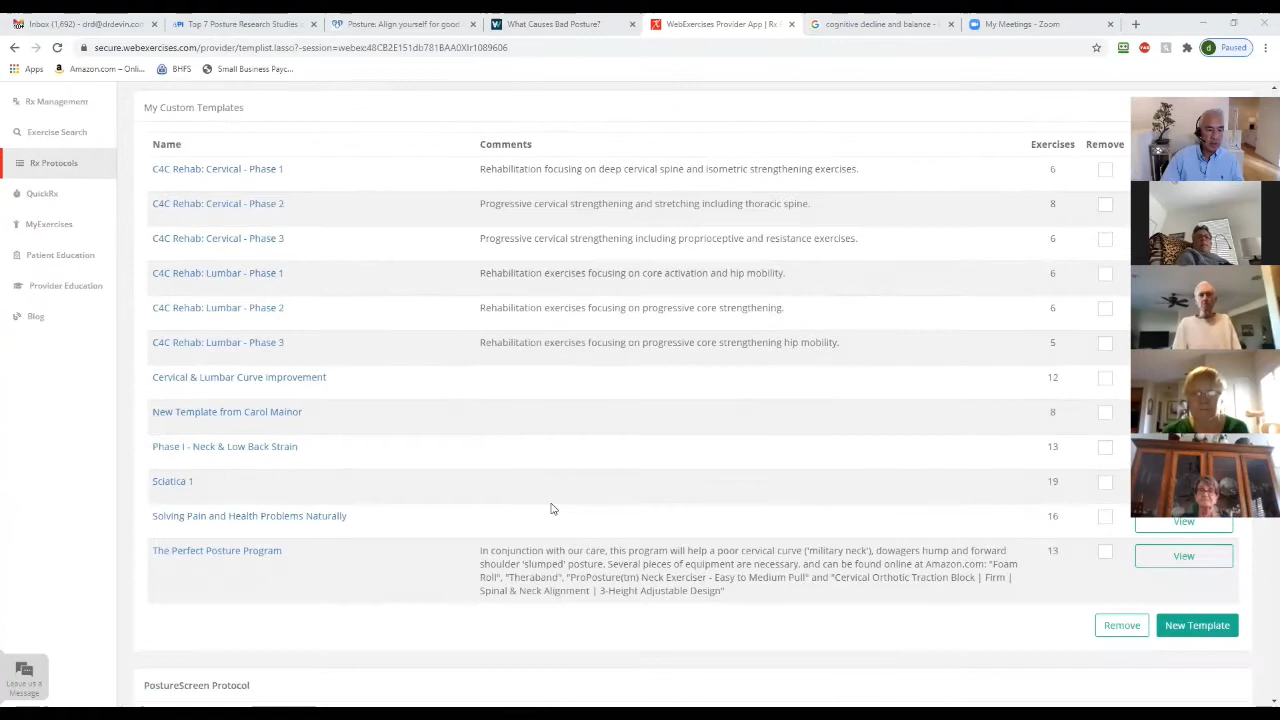 Inbox (1,692) - drd@drdevin.com
Top 7 Posture Research Studies
Posture: Align yourself for good
What Causes Bad Posture?
WebExercises Provider App | Rx F
cognitive decline and balance -
My Meetings - Zoom
secure.webexercises.com/provider/templist.lasso?-session=webex:48CB2E151db781BAA0XIr1089606
Paused
Apps
Amazon.com – Onli...
BHFS
Small Business Payc...
Rx Management
Exercise Search
Rx Protocols
QuickRx
MyExercises
Patient Education
Provider Education
Blog
My Custom Templates
Name Comments Exercises Remove
C4C Rehab: Cervical - Phase 1 Rehabilitation focusing on deep cervical spine and isometric strengthening exercises. 6
C4C Rehab: Cervical - Phase 2 Progressive cervical strengthening and stretching including thoracic spine. 8
C4C Rehab: Cervical - Phase 3 Progressive cervical strengthening including proprioceptive and resistance exercises. 6
C4C Rehab: Lumbar - Phase 1 Rehabilitation exercises focusing on core activation and hip mobility. 6
C4C Rehab: Lumbar - Phase 2 Rehabilitation exercises focusing on progressive core strengthening. 6
C4C Rehab: Lumbar - Phase 3 Rehabilitation exercises focusing on progressive core strengthening hip mobility. 5
Cervical & Lumbar Curve improvement 12
New Template from Carol Mainor 8
Phase I - Neck & Low Back Strain 13
Sciatica 1 19
Solving Pain and Health Problems Naturally 16 View
The Perfect Posture Program In conjunction with our care, this program will help a poor cervical curve ('military neck'), dowagers hump and forward 13 View
shoulder 'slumped' posture. Several pieces of equipment are necessary, and can be found online at Amazon.com: "Foam
Roll", "Theraband", "ProPosture(tm) Neck Exerciser - Easy to Medium Pull" and "Cervical Orthotic Traction Block | Firm |
Spinal & Neck Alignment | 3-Height Adjustable Design"
Remove New Template
Leave us a
Message
PostureScreen Protocol